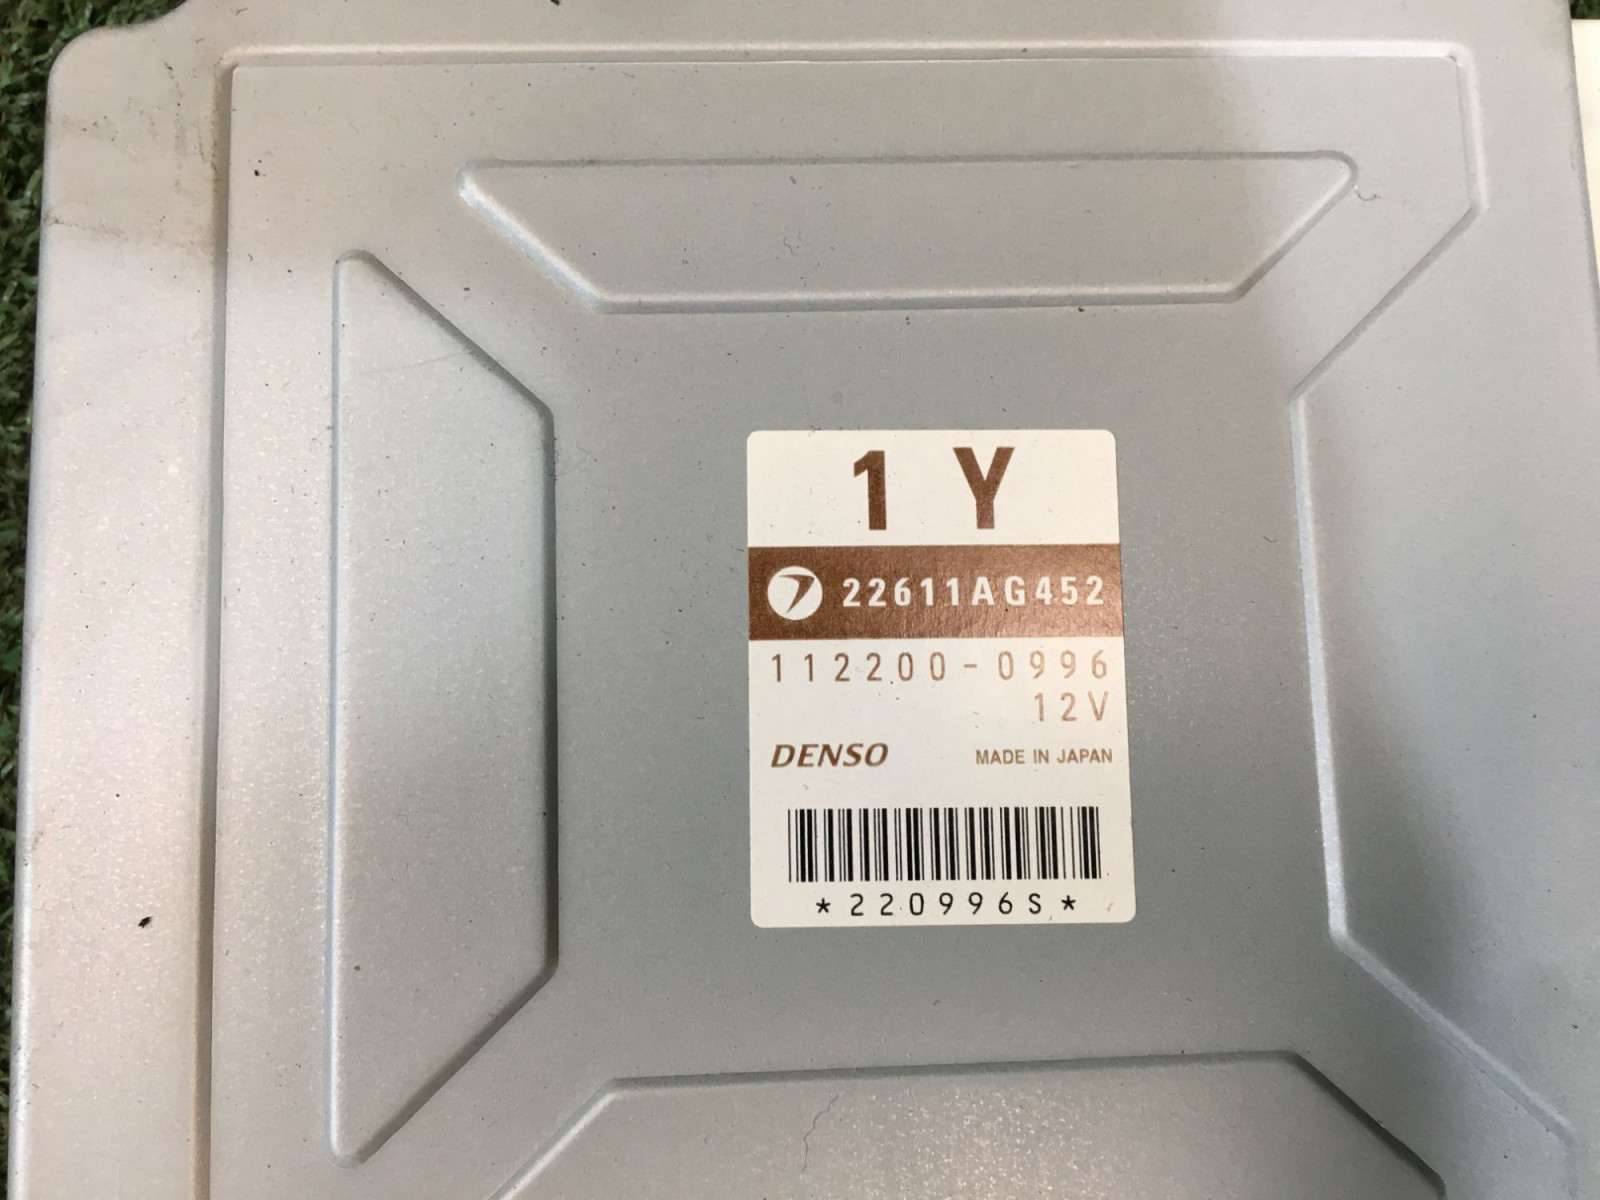 1 Y
22611AG452
112200-0996
12V
DENSO MADE IN JAPAN
*220996S*